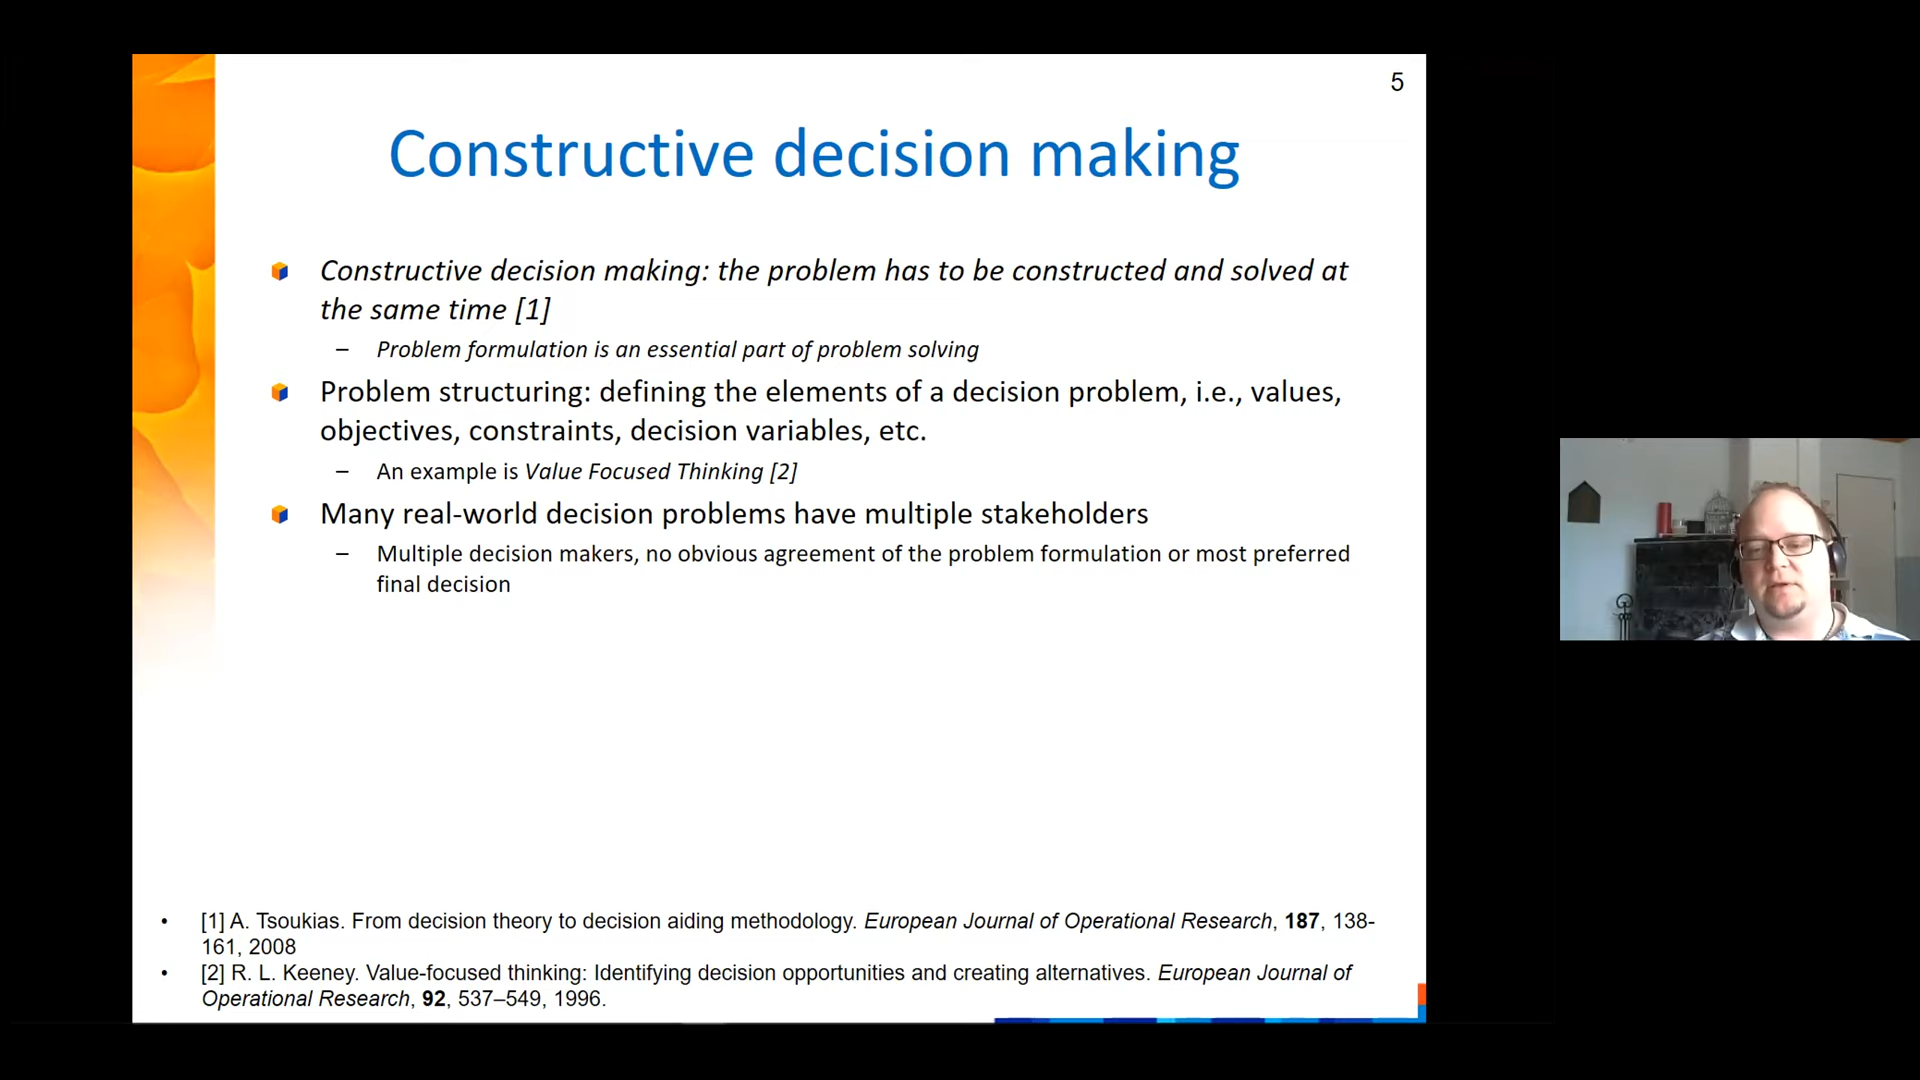 5
Constructive decision making
Constructive decision making: the problem has to be constructed and solved at
the same time [1]
– Problem formulation is an essential part of problem solving
Problem structuring: defining the elements of a decision problem, i.e., values,
objectives, constraints, decision variables, etc.
– An example is Value Focused Thinking [2]
Many real-world decision problems have multiple stakeholders
– Multiple decision makers, no obvious agreement of the problem formulation or most preferred
final decision
• [1] A. Tsoukias. From decision theory to decision aiding methodology. European Journal of Operational Research, 187, 138-
161, 2008
• [2] R. L. Keeney. Value-focused thinking: Identifying decision opportunities and creating alternatives. European Journal of
Operational Research, 92, 537–549, 1996.